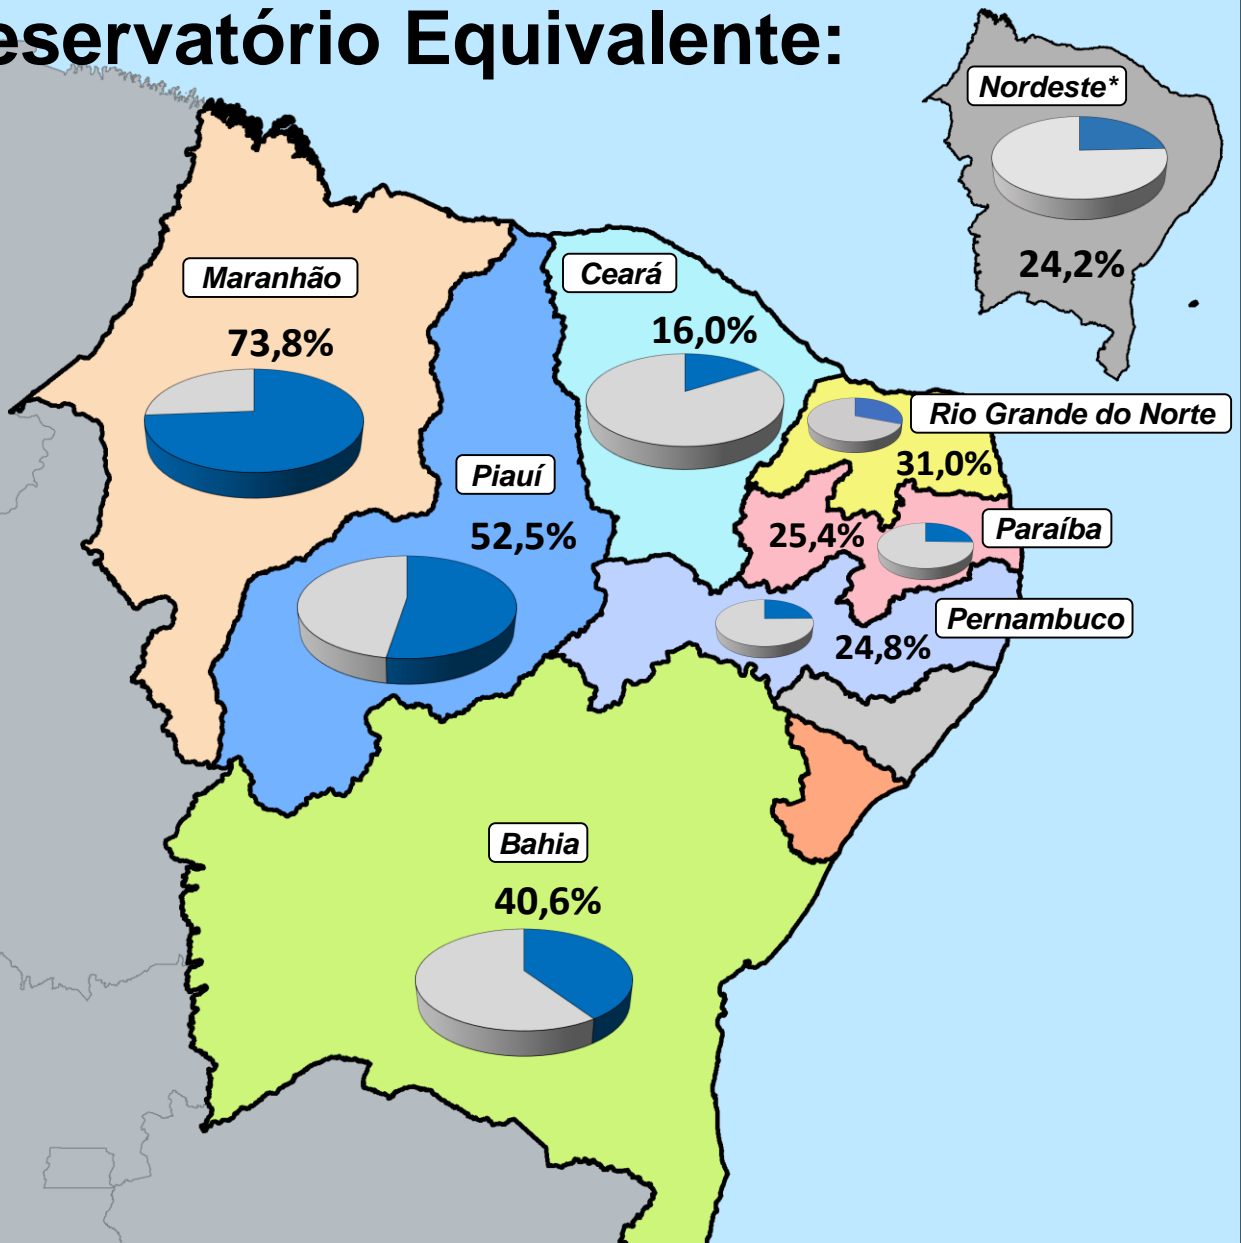 eservatório Equivalente:
Nordeste*
24,2%
Maranhão
73,8%
Ceará
16,0%
Rio Grande do Norte
31,0%
Piauí
52,5%
Paraíba
25,4%
Pernambuco
24,8%
Bahia
40,6%